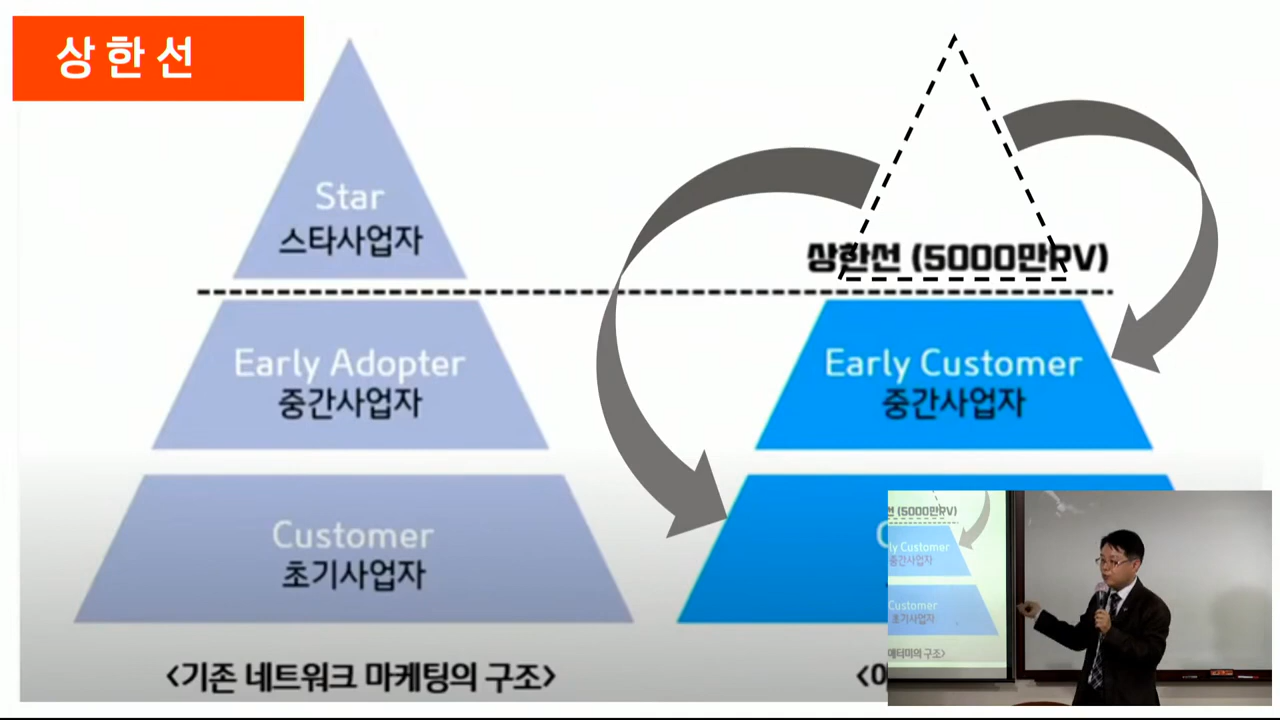 상한선
Star
스타사업자
상한선 (5000만RV)
Early Adopter
중간사업자
Early Customer
중간사업자
Customer
초기사업자
<기존 네트워크 마케팅의 구조>
선 (5000만RV)
ly Customer
중간사업자
Customer
초기사업자
애터미의 구조>